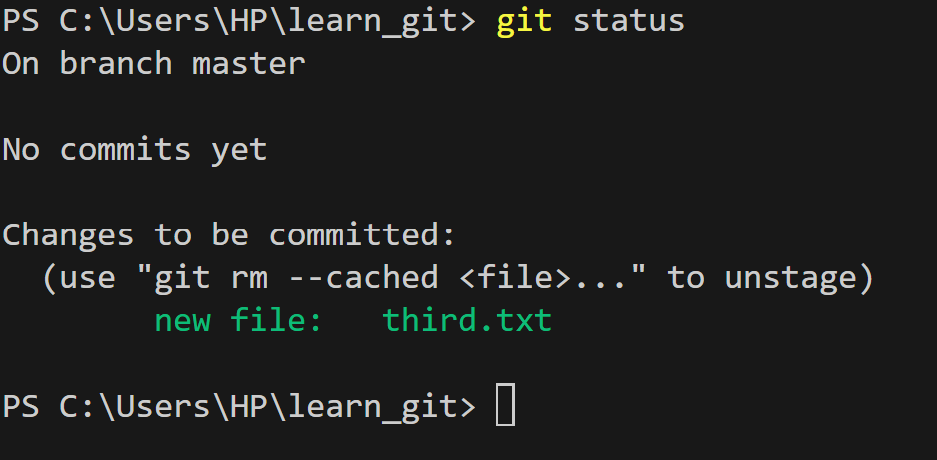 PS C:\Users\HP\learn_git> git status
On branch master
No commits yet
Changes to be committed:
  (use "git rm --cached <file>..." to unstage)
        new file:   third.txt
PS C:\Users\HP\learn_git>